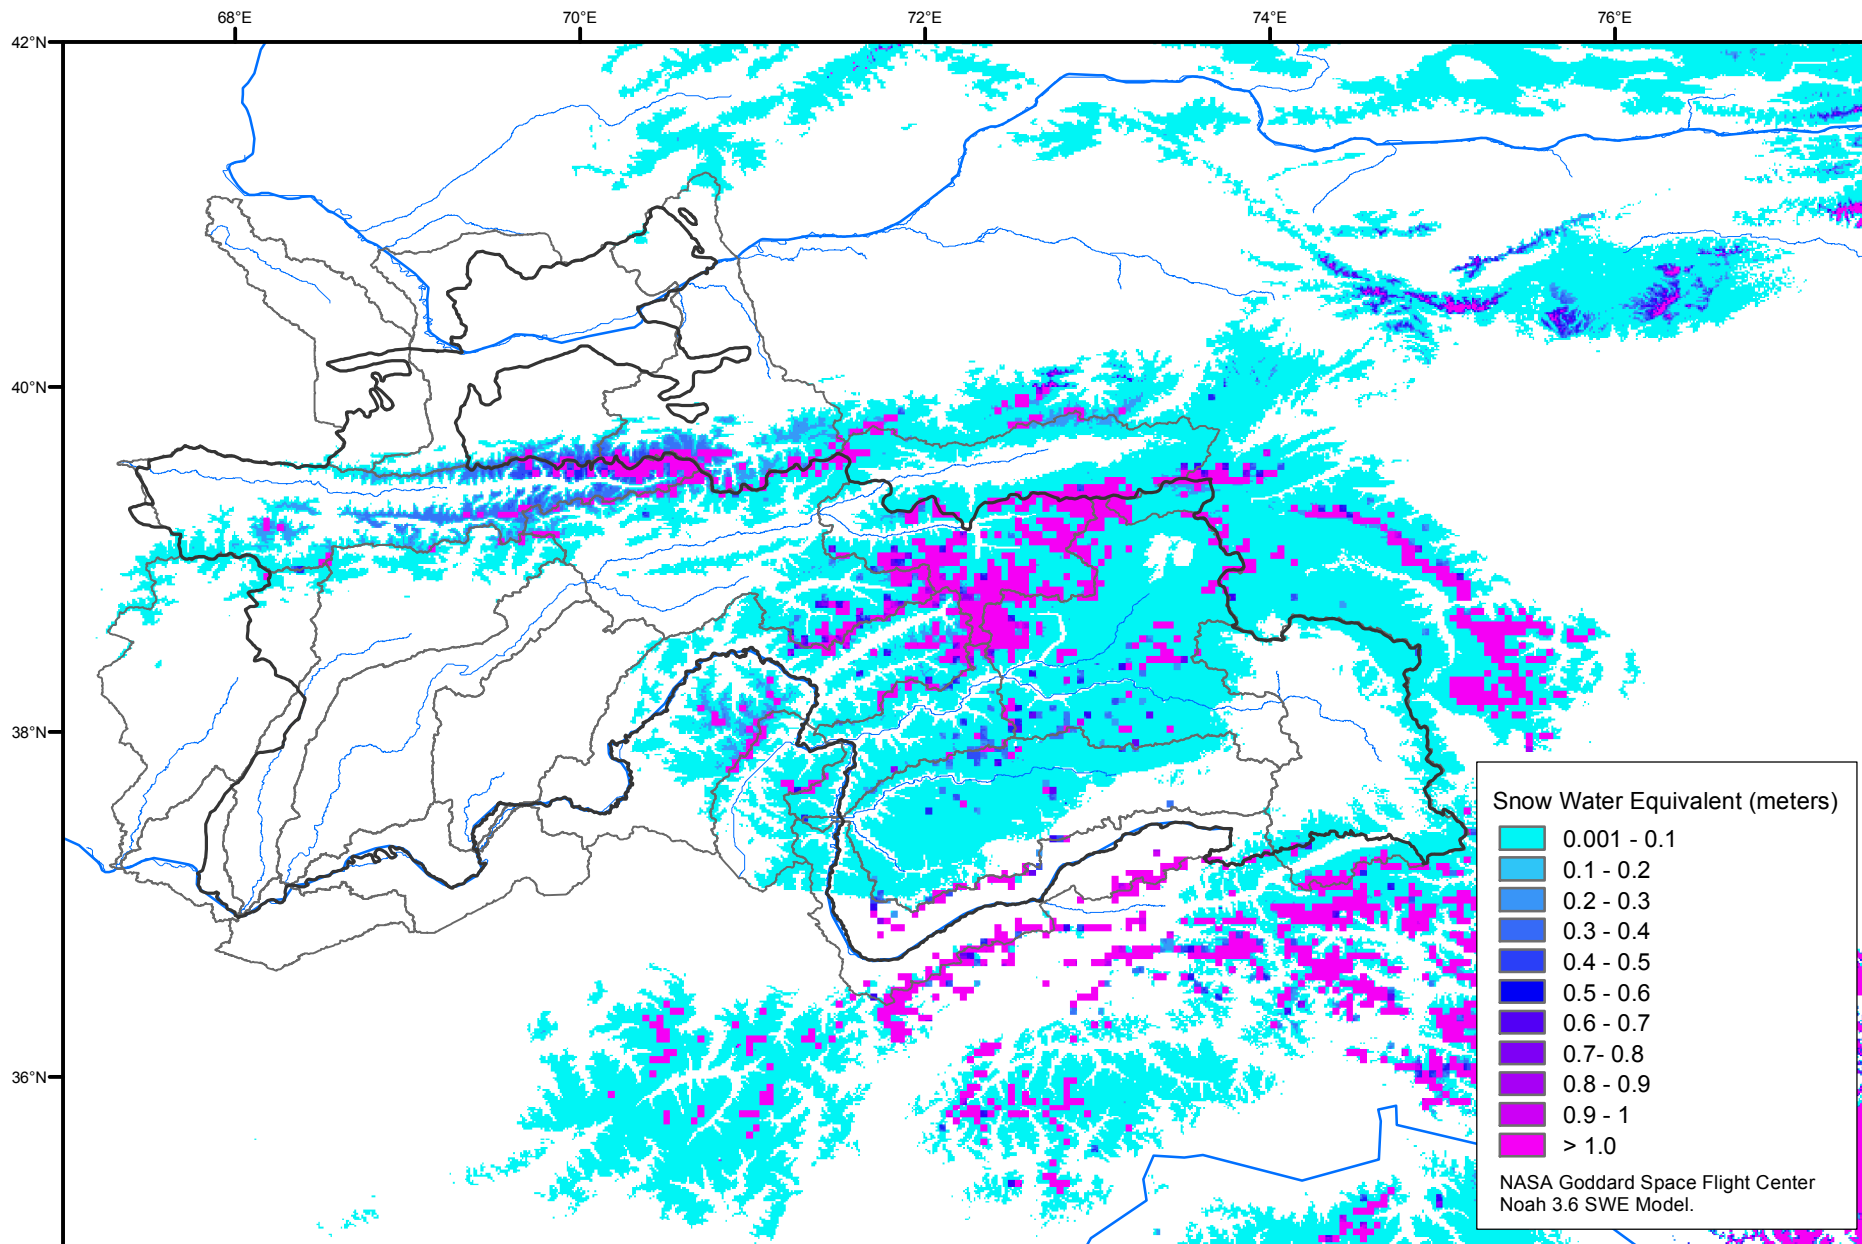 68°E 70°E 72°E 74°E 76°E
42°N
40°N
38°N
36°N
Snow Water Equivalent (meters)
0.001 - 0.1
0.1 - 0.2
0.2 - 0.3
0.3 - 0.4
0.4 - 0.5
0.5 - 0.6
0.6 - 0.7
0.7- 0.8
0.8 - 0.9
0.9 - 1
> 1.0
NASA Goddard Space Flight Center
Noah 3.6 SWE Model.